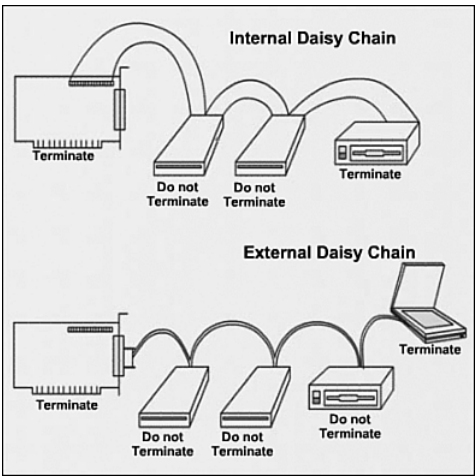 Internal Daisy Chain
Terminate
Do not
Terminate
Do not
Terminate
Terminate
External Daisy Chain
Terminate
Terminate
Do not
Terminate
Do not
Terminate
Do not
Terminate